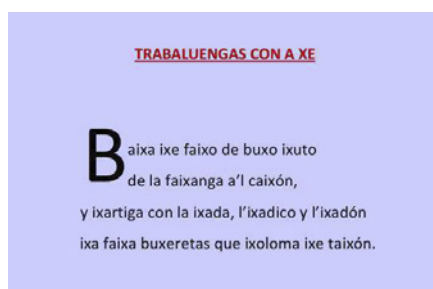 TRABALUENGAS CON A XE
Baixa ixe faixo de buxo ixuto
de la faixanga a’l caixón,
y ixartiga con la ixada, l’ixadico y l’ixadón
ixa faixa buxeretas que ixoloma ixe taixón.